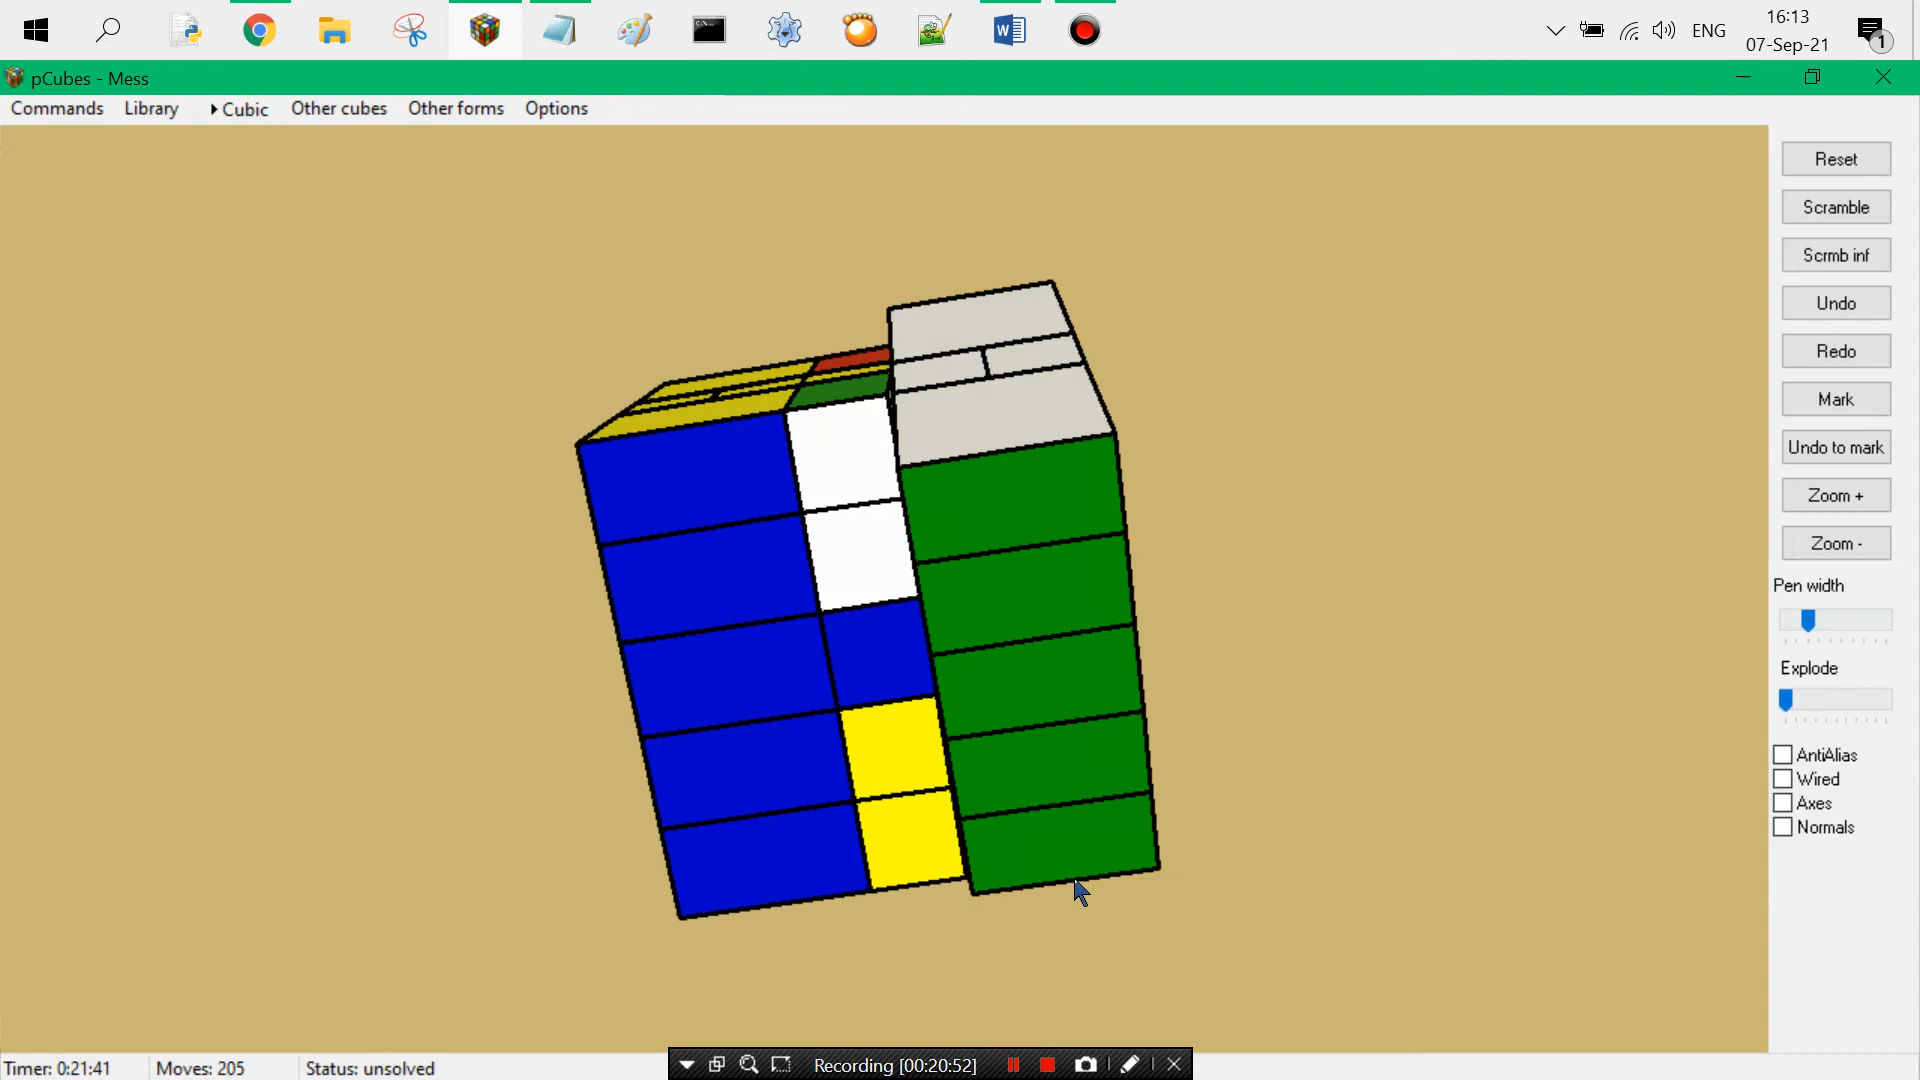 ENG
16:13
07-Sep-21
1
pCubes - Mess
Commands Library Cubic Other cubes Other forms Options
Reset
Scramble
Scrmb inf
Undo
Redo
Mark
Undo to mark
Zoom +
Zoom -
Pen width
Explode
AntiAlias
Wired
Axes
Normals
Timer: 0:21:41 Moves: 205 Status: unsolved
Recording [00:20:52]